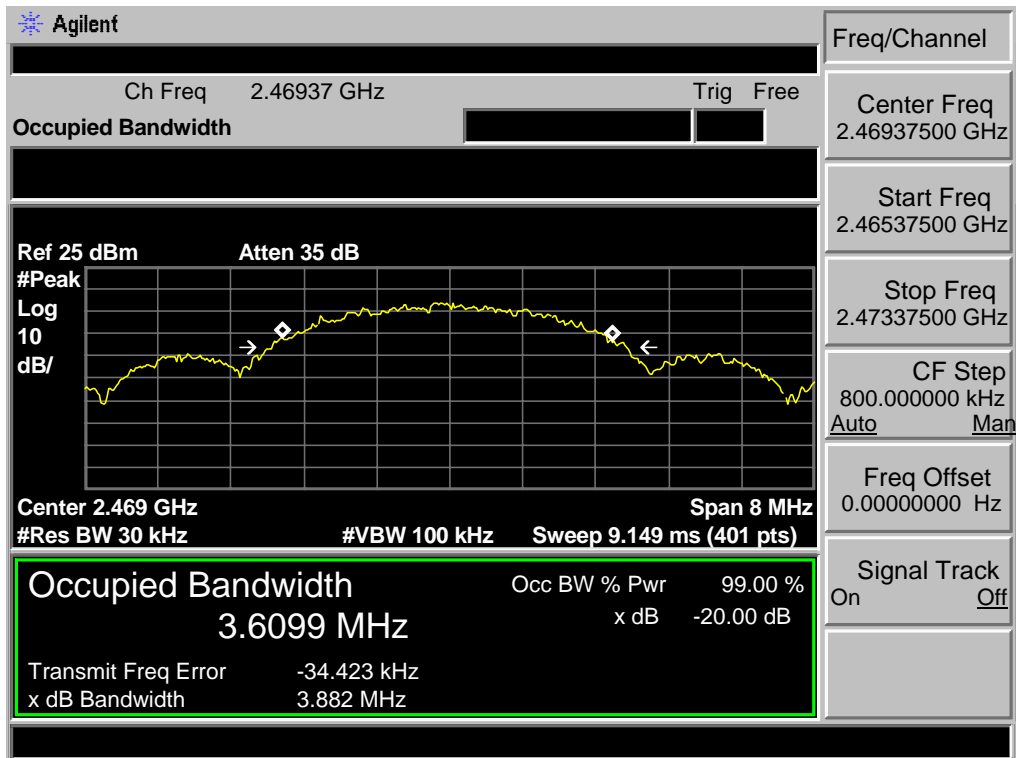 Agilent
Ch Freq 2.46937 GHz Trig Free
Occupied Bandwidth
Ref 25 dBm Atten 35 dB
#Peak
Log
10
dB/
Center 2.469 GHz Span 8 MHz
#Res BW 30 kHz #VBW 100 kHz Sweep 9.149 ms (401 pts)
Occupied Bandwidth Occ BW % Pwr 99.00 %
3.6099 MHz x dB -20.00 dB
Transmit Freq Error -34.423 kHz
x dB Bandwidth 3.882 MHz
Freq/Channel
Center Freq
2.46937500 GHz
Start Freq
2.46537500 GHz
Stop Freq
2.47337500 GHz
CF Step
800.000000 kHz
Auto Man
Freq Offset
0.00000000 Hz
Signal Track
On Off